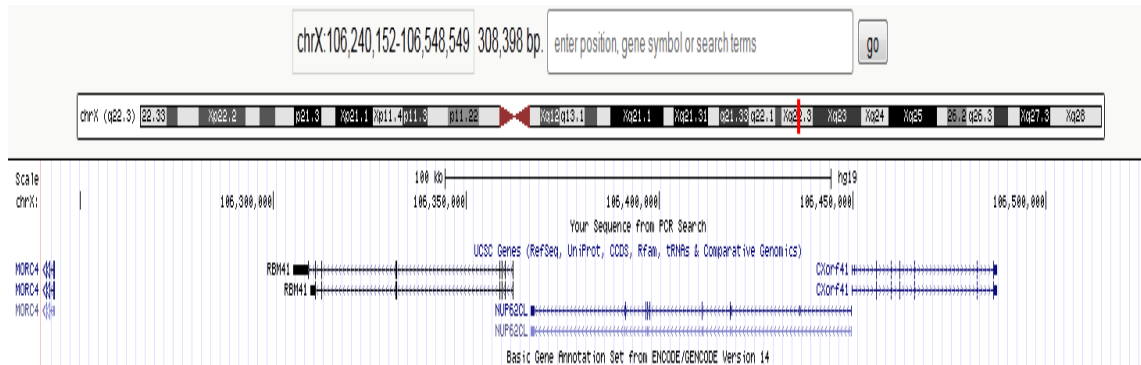 chrX:106,240,152-106,548,549 308,398 bp. enter position, gene symbol or search terms go
chrX (q22.3) 22.33 Xp22.2 p21.3 Xp21.1 Xp11.4 p11.3 p11.22 Xq12 q13.1 Xq21.1 Xq21.31 q21.33 q22.1 Xq22.3 Xq23 Xq24 Xq25 26.2 q26.3 Xq27.3 Xq28
Scale 100 kb hg19
chrX: 106,300,000 106,350,000 106,400,000 106,450,000 106,500,000
Your Sequence from PCR Search
UCSC Genes (RefSeq, UniProt, CCDS, Rfam, tRNAs & Comparative Genomics)
MORC4 RBM41 CXorf41
MORC4 RBM41 CXorf41
MORC4 NUP62CL
NUP62CL
Basic Gene Annotation Set from ENCODE/GENCODE Version 14